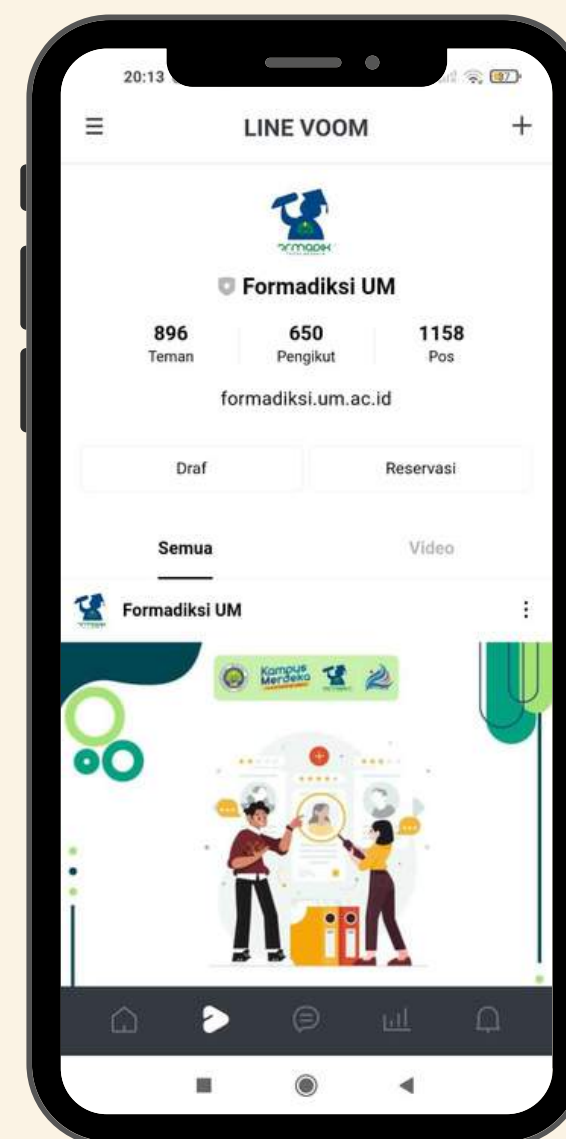 20:13
LINE VOOM
Formadiksi UM
896 650 1158
Teman Pengikut Pos
formadiksi.um.ac.id
Draf Reservasi
Semua Video
Formadiksi UM
Kampus
Merdeka